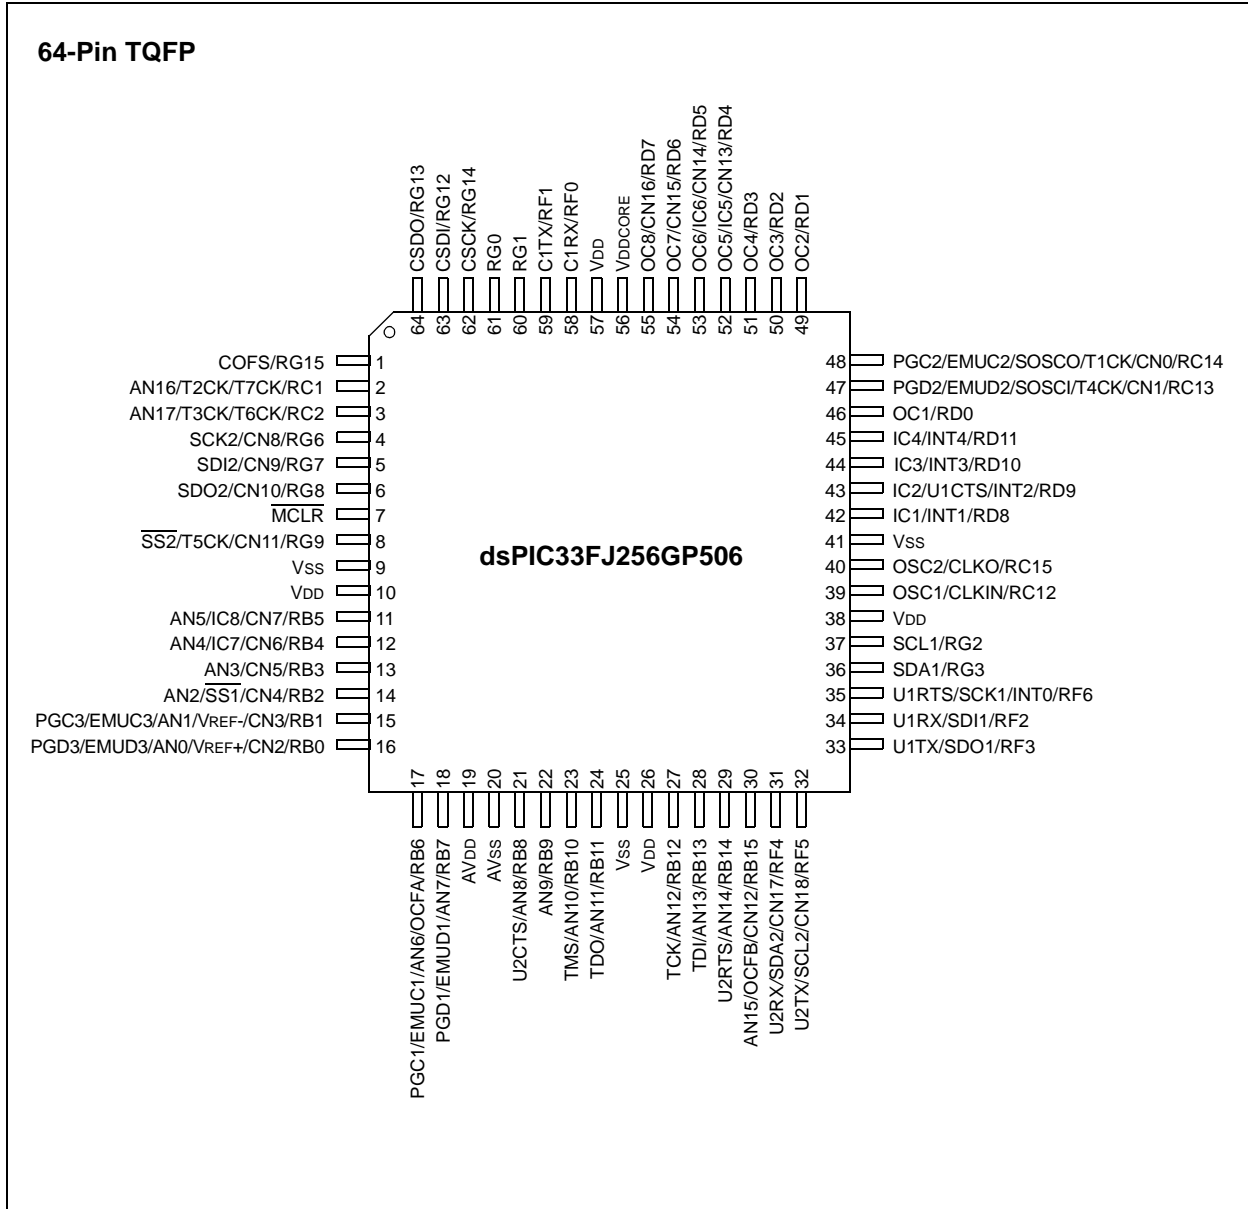 64-Pin TQFP
CSDO/RG13
CSDI/RG12
CSCK/RG14
RG0
RG1
C1TX/RF1
C1RX/RF0
VDD
VDDCORE
OC8/CN16/RD7
OC7/CN15/RD6
OC6/IC6/CN14/RD5
OC5/IC5/CN13/RD4
OC4/RD3
OC3/RD2
OC2/RD1
64 63 62 61 60 59 58 57 56 55 54 53 52 51 50 49
COFS/RG15 1
AN16/T2CK/T7CK/RC1 2
AN17/T3CK/T6CK/RC2 3
SCK2/CN8/RG6 4
SDI2/CN9/RG7 5
SDO2/CN10/RG8 6
MCLR 7
SS2/T5CK/CN11/RG9 8
VSS 9
VDD 10
AN5/IC8/CN7/RB5 11
AN4/IC7/CN6/RB4 12
AN3/CN5/RB3 13
AN2/SS1/CN4/RB2 14
PGC3/EMUC3/AN1/VREF-/CN3/RB1 15
PGD3/EMUD3/AN0/VREF+/CN2/RB0 16
dsPIC33FJ256GP506
48 PGC2/EMUC2/SOSCO/T1CK/CN0/RC14
47 PGD2/EMUD2/SOSCI/T4CK/CN1/RC13
46 OC1/RD0
45 IC4/INT4/RD11
44 IC3/INT3/RD10
43 IC2/U1CTS/INT2/RD9
42 IC1/INT1/RD8
41 VSS
40 OSC2/CLKO/RC15
39 OSC1/CLKIN/RC12
38 VDD
37 SCL1/RG2
36 SDA1/RG3
35 U1RTS/SCK1/INT0/RF6
34 U1RX/SDI1/RF2
33 U1TX/SDO1/RF3
17 18 19 20 21 22 23 24 25 26 27 28 29 30 31 32
PGC1/EMUC1/AN6/OCFA/RB6
PGD1/EMUD1/AN7/RB7
AVDD
AVSS
U2CTS/AN8/RB8
AN9/RB9
TMS/AN10/RB10
TDO/AN11/RB11
VSS
VDD
TCK/AN12/RB12
TDI/AN13/RB13
U2RTS/AN14/RB14
AN15/OCFB/CN12/RB15
U2RX/SDA2/CN17/RF4
U2TX/SCL2/CN18/RF5